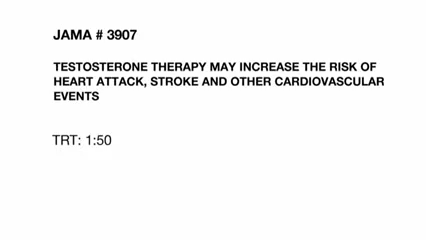 JAMA # 3907
TESTOSTERONE THERAPY MAY INCREASE THE RISK OF
HEART ATTACK, STROKE AND OTHER CARDIOVASCULAR
EVENTS
TRT: 1:50